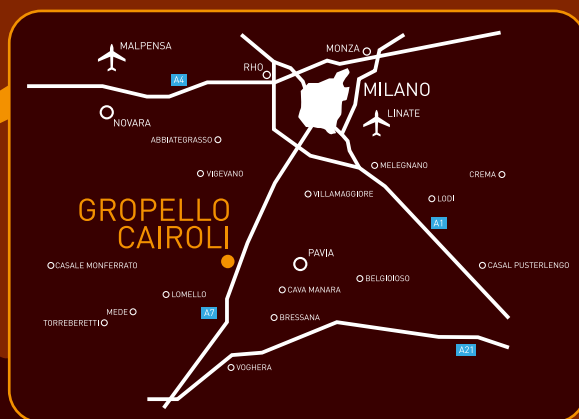 MALPENSA
MONZA
RHO
A4
MILANO
NOVARA
LINATE
ABBIATEGRASSO
MELEGNANO
VIGEVANO
CREMA
VILLAMAGGIORE
LODI
GROPELLO
CAIROLI
A1
PAVIA
CASALE MONFERRATO
CASAL PUSTERLENGO
BELGIOIOSO
LOMELLO
CAVA MANARA
MEDE
A7
BRESSANA
TORREBERETTI
A21
VOGHERA